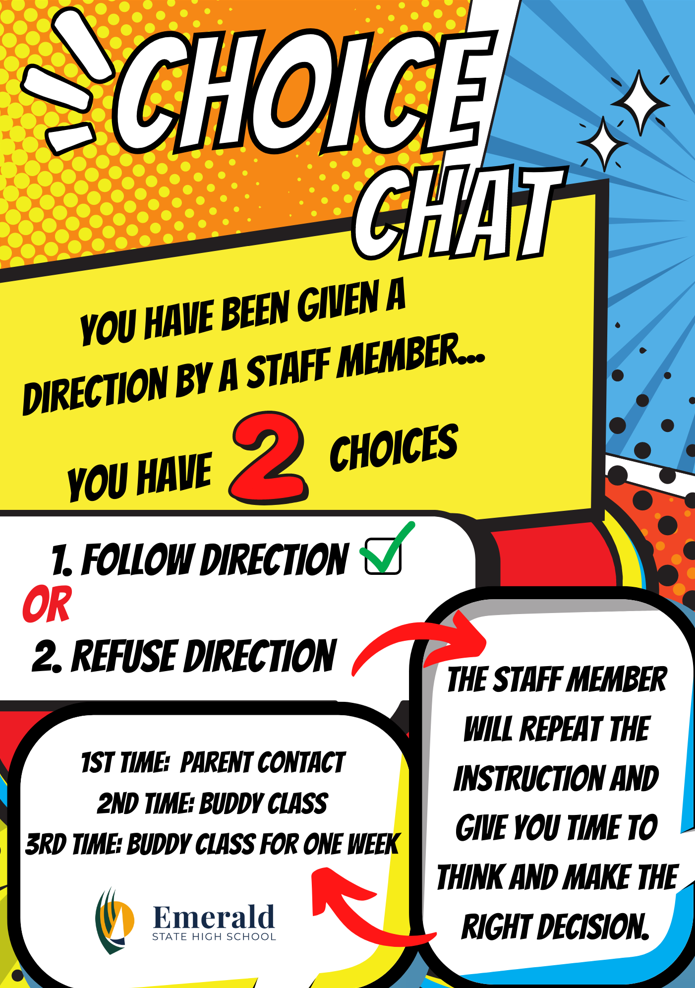 CHOICE
CHAT
YOU HAVE BEEN GIVEN A
DIRECTION BY A STAFF MEMBER...
YOU HAVE 2 CHOICES
1. FOLLOW DIRECTION
OR
2. REFUSE DIRECTION
THE STAFF MEMBER
WILL REPEAT THE
INSTRUCTION AND
GIVE YOU TIME TO
THINK AND MAKE THE
RIGHT DECISION.
1ST TIME: PARENT CONTACT
2ND TIME: BUDDY CLASS
3RD TIME: BUDDY CLASS FOR ONE WEEK
Emerald
STATE HIGH SCHOOL